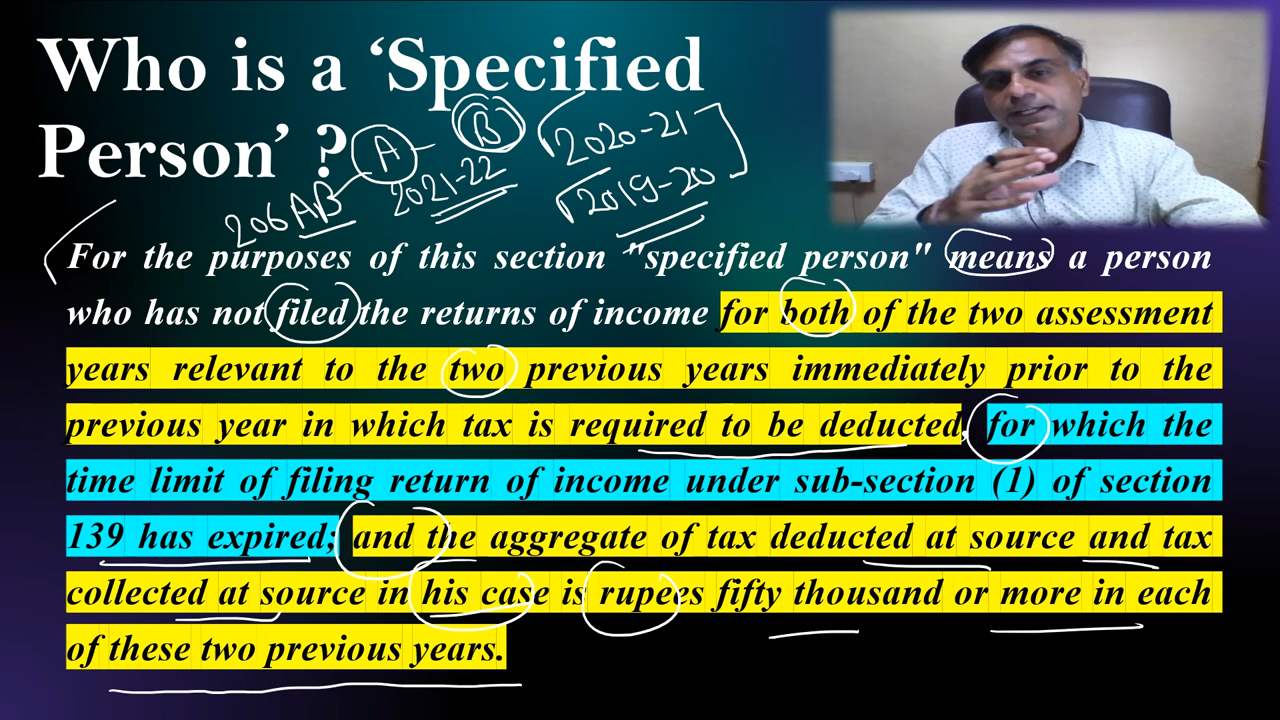 Who is a ‘Specified
Person’ ?
A
B
2020-21
2021-22
2019-20
206 AB
For the purposes of this section "specified person" means a person
who has not filed the returns of income for both of the two assessment
years relevant to the two previous years immediately prior to the
previous year in which tax is required to be deducted, for which the
time limit of filing return of income under sub-section (1) of section
139 has expired; and the aggregate of tax deducted at source and tax
collected at source in his case is rupees fifty thousand or more in each
of these two previous years.